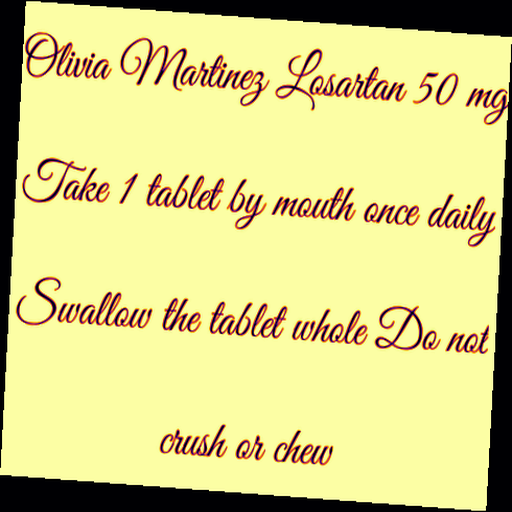 Olivia Martinez Losartan 50 mg
Take 1 tablet by mouth once daily
Swallow the tablet whole Do not
crush or chew